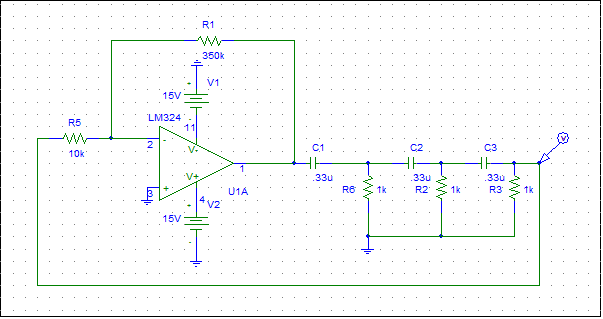 R1
350k
15V
V1
R5
10k
LM324
11
2
-
V-
C1
C2
C3
V
3
+
V+
1
.33u
.33u
.33u
U1A
R6
1k
R2
1k
R3
1k
15V
4
V2